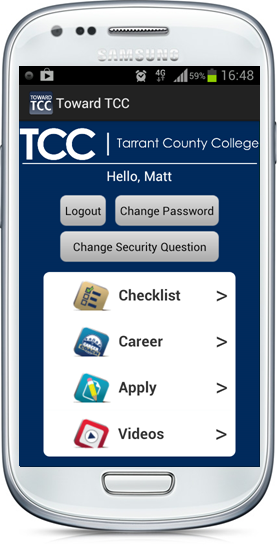 SAMSUNG
4G 59% 16:48
TOWARD
TCC
Toward TCC
TCC | Tarrant County College
Hello, Matt
Logout Change Password
Change Security Question
Checklist >
Career >
Apply >
Videos >